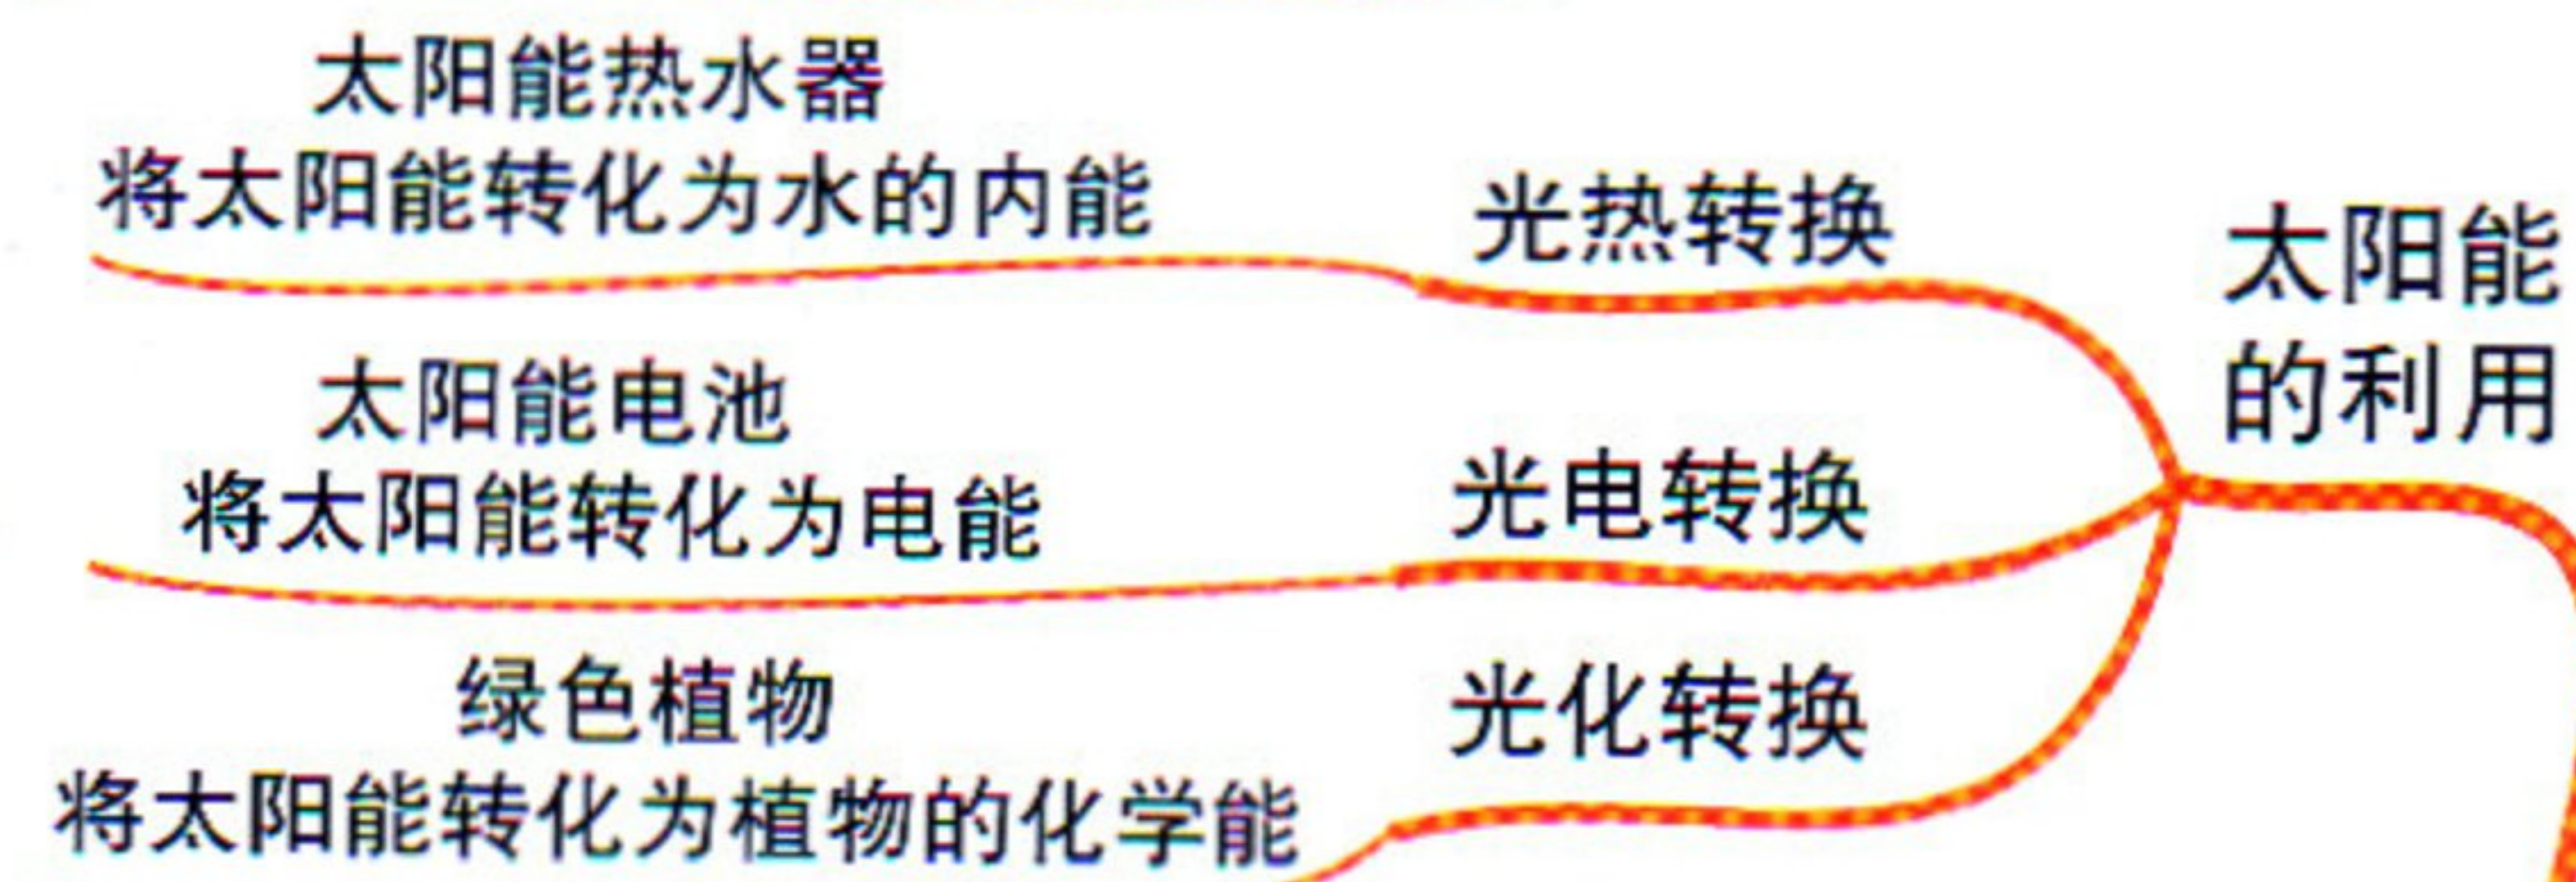 太阳能热水器
将太阳能转化为水的内能
光热转换
太阳能
的利用
太阳能电池
将太阳能转化为电能
光电转换
绿色植物
将太阳能转化为植物的化学能
光化转换